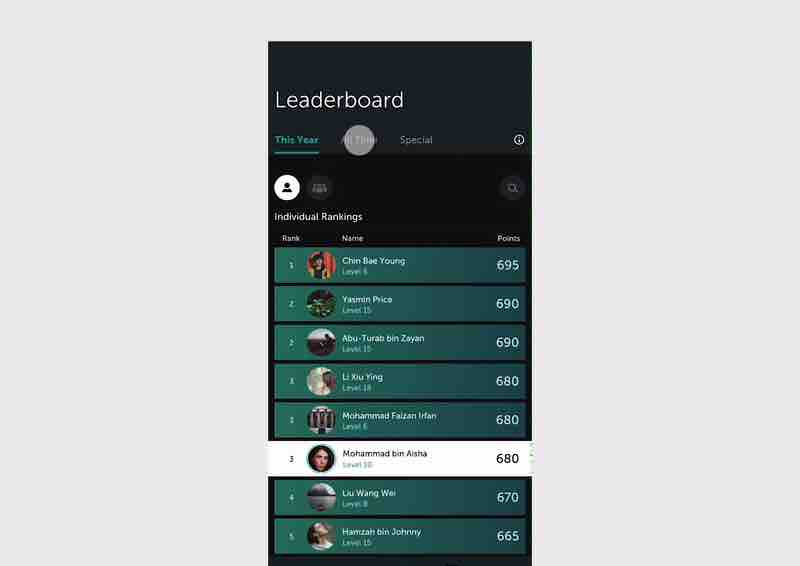 Leaderboard
This Year All Time Special
Individual Rankings
Rank Name Points
1 Chin Bae Young 695
Level 6
2 Yasmin Price 690
Level 15
2 Abu-Turab bin Zayan 690
Level 15
3 Li Xiu Ying 680
Level 18
3 Mohammad Faizan Irfan 680
Level 6
3 Mohammad bin Aisha 680
Level 10
4 Liu Wang Wei 670
Level 8
5 Hamzah bin Johnny 665
Level 15